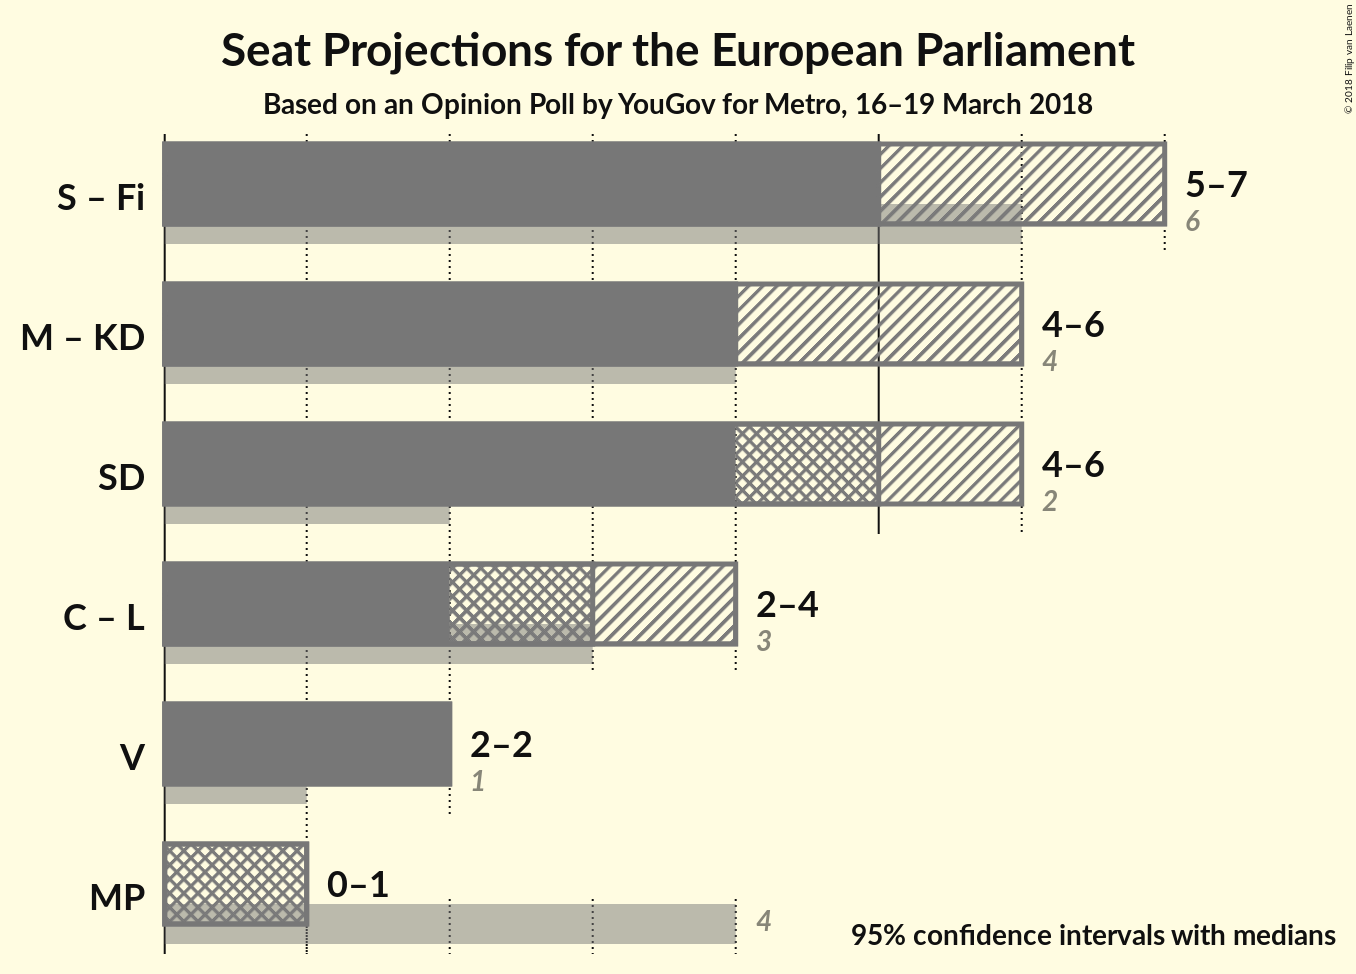 Seat Projections for the European Parliament
Based on an Opinion Poll by YouGov for Metro, 16–19 March 2018
© 2018 Filip van Laenen
S – Fi
5–7
6
M – KD
4–6
4
SD
4–6
2
C – L
2–4
3
V
2–2
1
MP
0–1
4
95% confidence intervals with medians